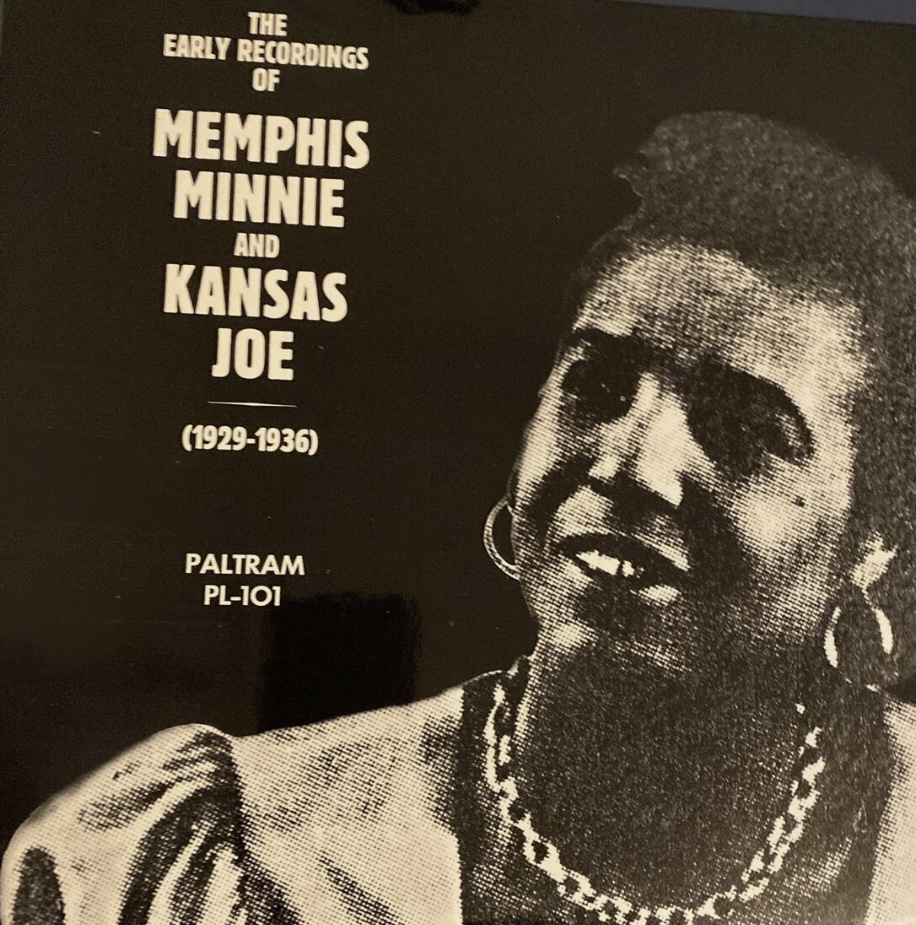 THE
EARLY RECORDINGS
OF
MEMPHIS
MINNIE
AND
KANSAS
JOE
(1929-1936)
PALTRAM
PL-101